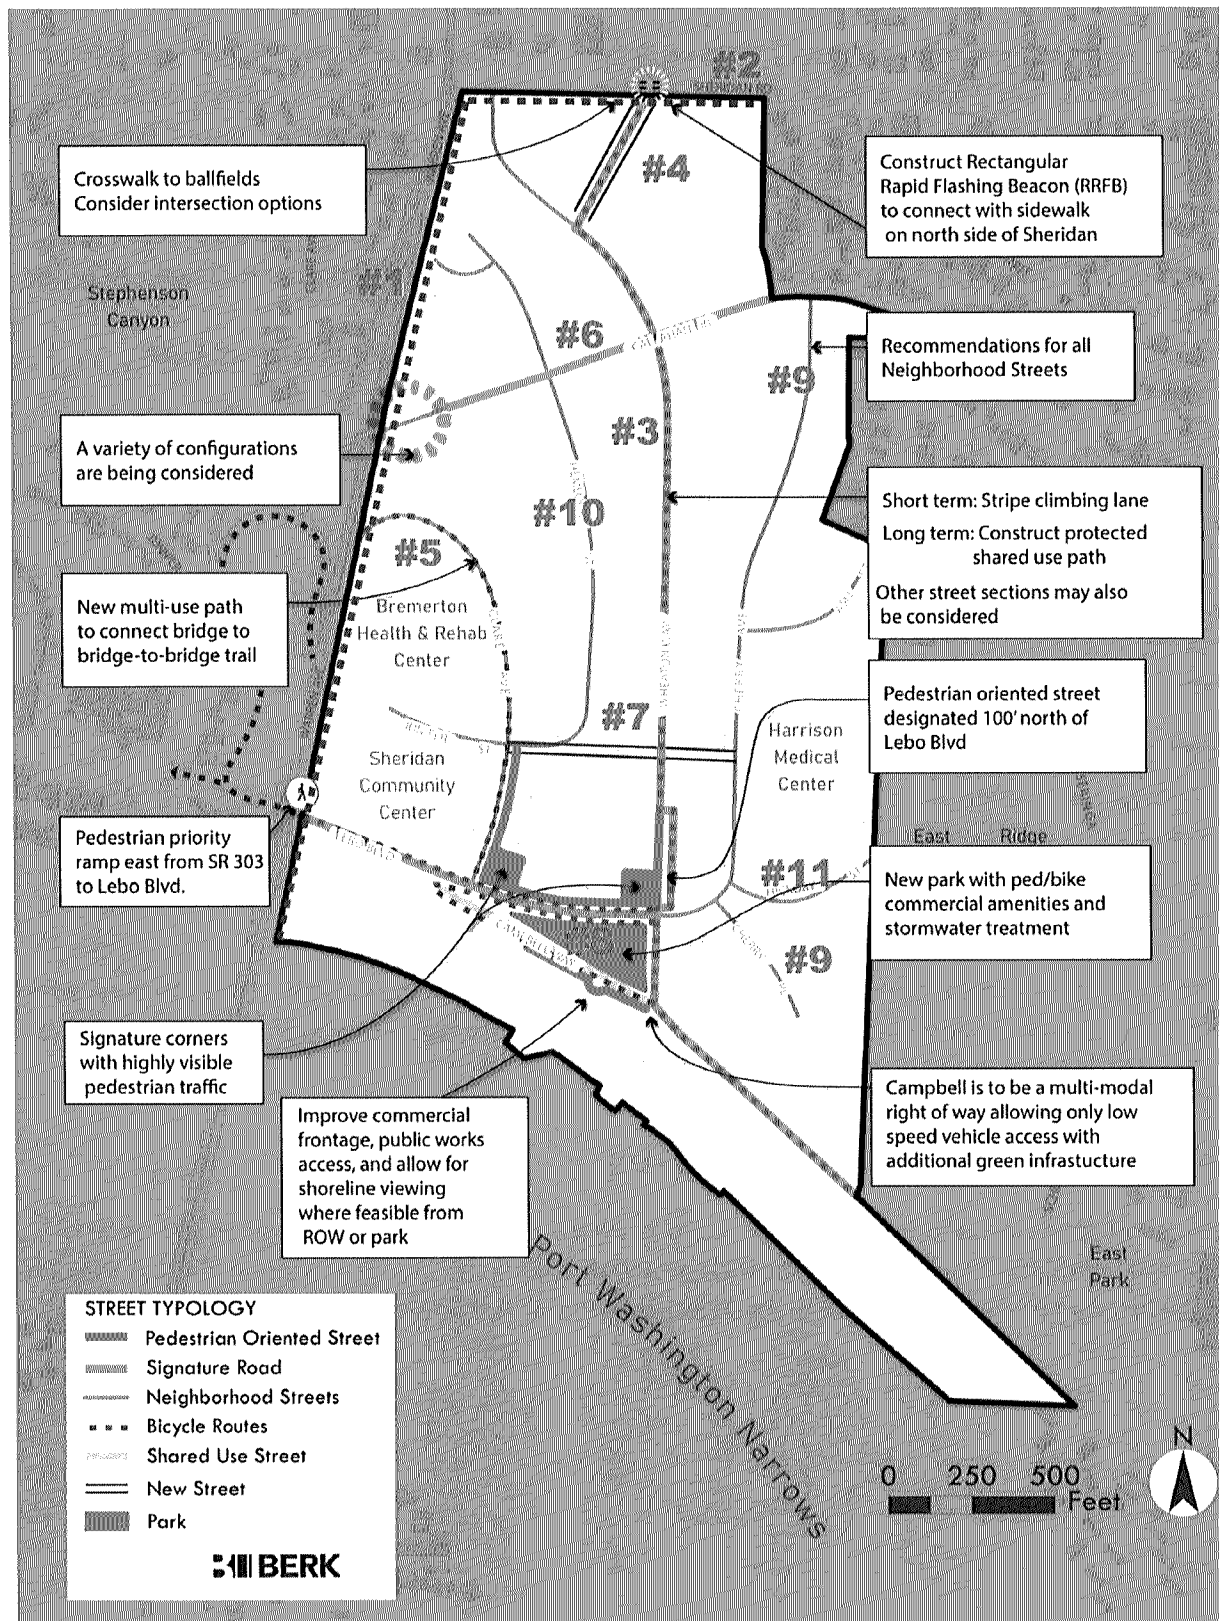 #2
Crosswalk to ballfields
Consider intersection options
#4
Construct Rectangular
Rapid Flashing Beacon (RRFB)
to connect with sidewalk
on north side of Sheridan
#1
Stephenson
Canyon
#6
Recommendations for all
Neighborhood Streets
#9
#3
A variety of configurations
are being considered
#10
Short term: Stripe climbing lane
Long term: Construct protected
shared use path
Other street sections may also
be considered
#5
New multi-use path
to connect bridge to
bridge-to-bridge trail
Bremerton
Health & Rehab
Center
Pedestrian oriented street
designated 100' north of
Lebo Blvd
#7
Harrison
Medical
Center
Sheridan
Community
Center
Pedestrian priority
ramp east from SR 303
to Lebo Blvd.
LEBO BLVD
East Ridge
#11
New park with ped/bike
commercial amenities and
stormwater treatment
CAMPBELL WAY
#9
Signature corners
with highly visible
pedestrian traffic
Improve commercial
frontage, public works
access, and allow for
shoreline viewing
where feasible from
ROW or park
Campbell is to be a multi-modal
right of way allowing only low
speed vehicle access with
additional green infrastucture
Port Washington Narrows
East
Park
STREET TYPOLOGY
Pedestrian Oriented Street
Signature Road
Neighborhood Streets
Bicycle Routes
Shared Use Street
New Street
Park
BERK
N
0 250 500
Feet